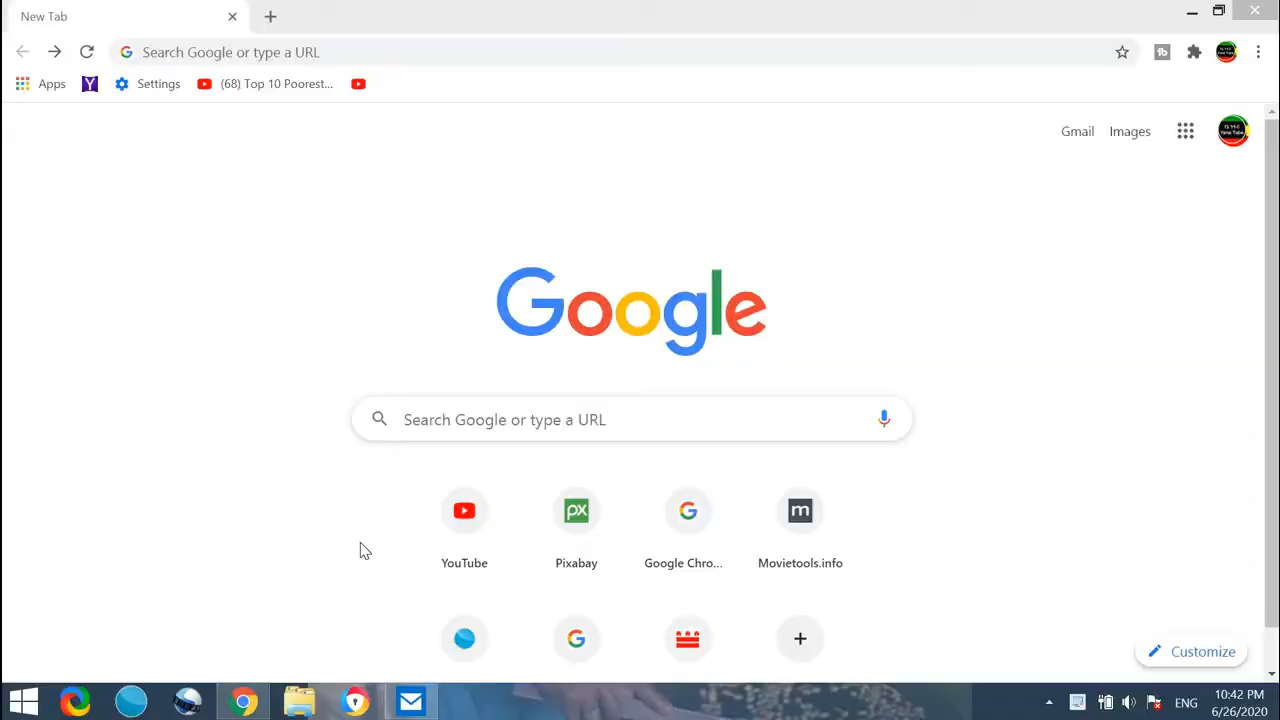 New Tab
Search Google or type a URL
Apps
Settings
(68) Top 10 Poorest...
Gmail
Images
Google
Search Google or type a URL
YouTube
Pixabay
Google Chro...
Movietools.info
Customize
ENG
10:42 PM
6/26/2020